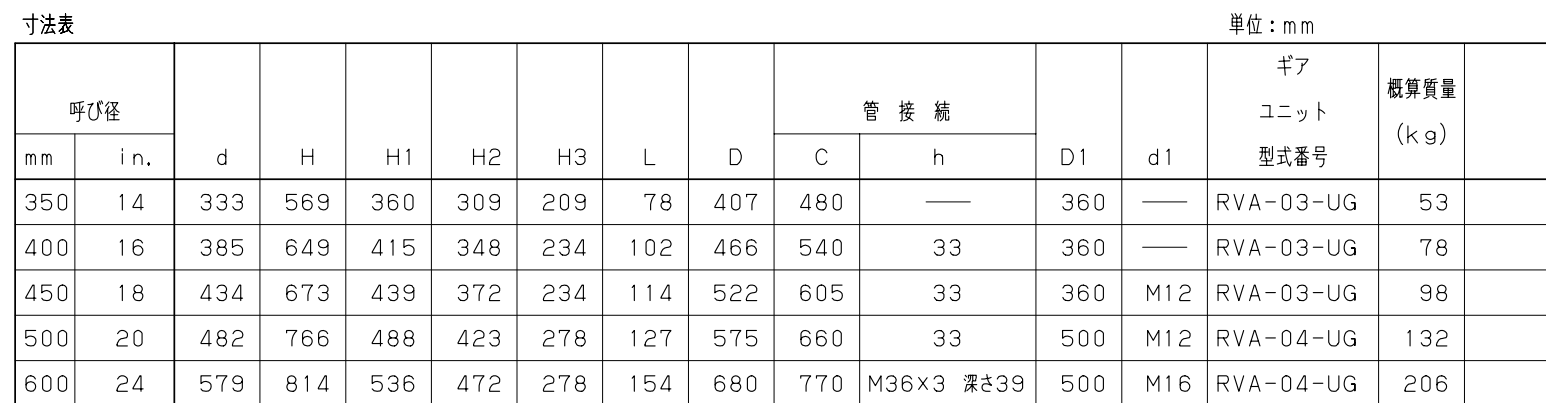 寸法表 単位：mm
呼び径 管接続 ギアユニット型式番号 概算質量(kg)
mm in. d H H1 H2 H3 L D C h D1 d1
350 14 333 569 360 309 209 78 407 480 — 360 — RVA-03-UG 53
400 16 385 649 415 348 234 102 466 540 33 360 — RVA-03-UG 78
450 18 434 673 439 372 234 114 522 605 33 360 M12 RVA-03-UG 98
500 20 482 766 488 423 278 127 575 660 33 500 M12 RVA-04-UG 132
600 24 579 814 536 472 278 154 680 770 M36×3 深さ39 500 M16 RVA-04-UG 206